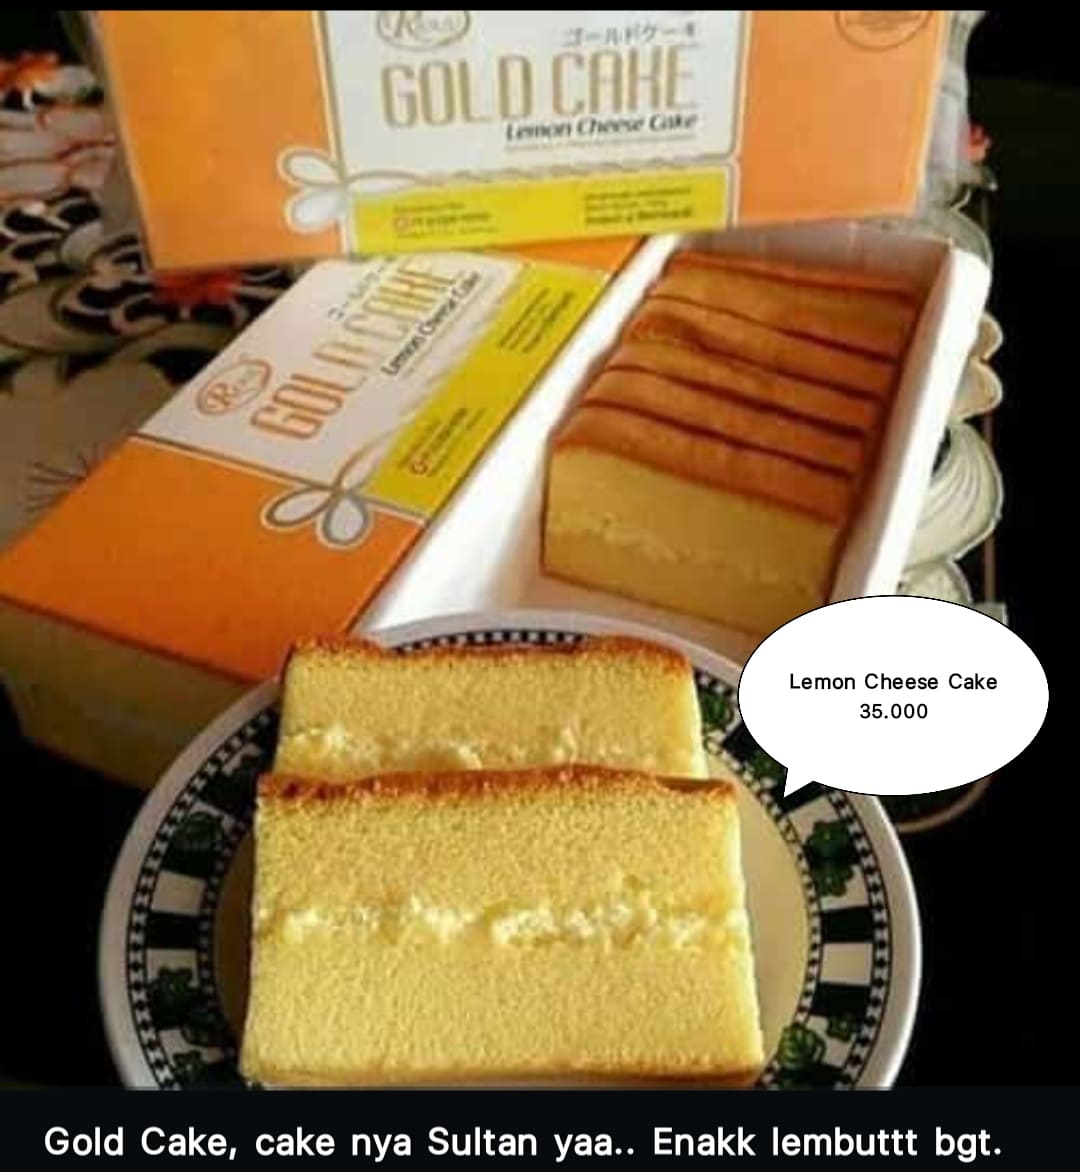 ゴールドケーキ
GOLD CAKE
Lemon Cheese Cake
GOLD CAKE
Lemon Cheese Cake
Lemon Cheese Cake
35.000
Gold Cake, cake nya Sultan yaa.. Enakk lembuttt bgt.